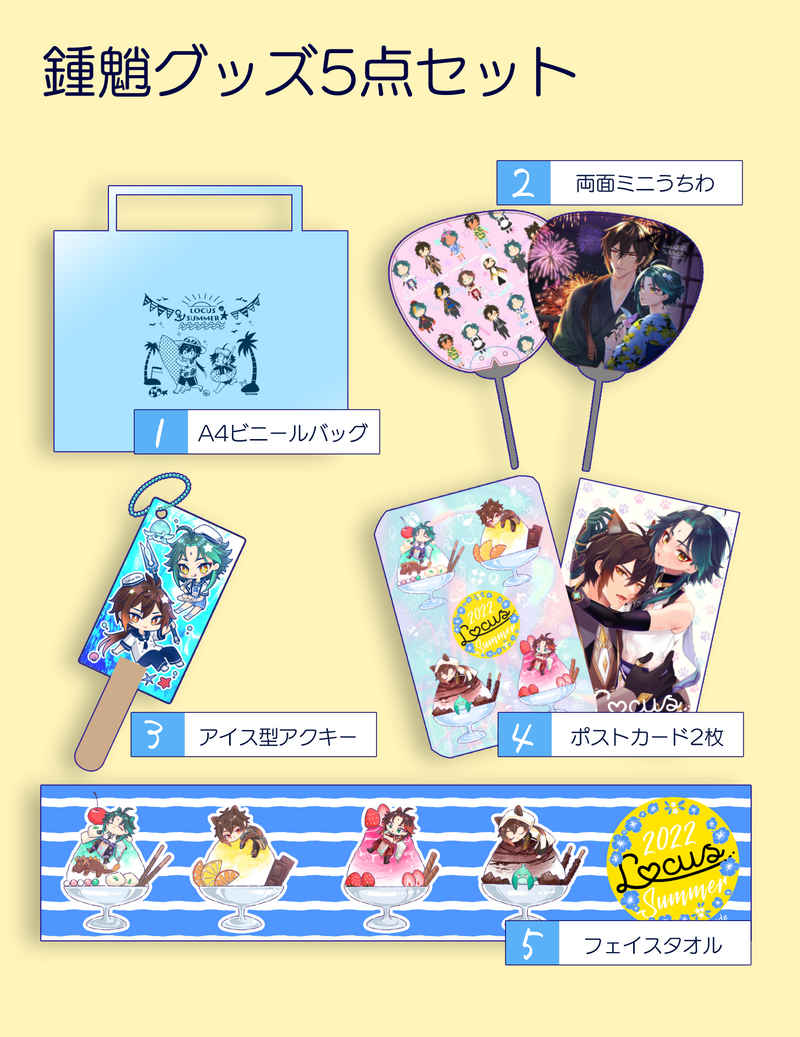 鍾魈グッズ5点セット
2 両面ミニうちわ
LOCUS
SUMMER
1 A4ビニールバッグ
2022
Locus..
Summer
Locus..
3 アイス型アクキー
4 ポストカード2枚
2022
Locus..
Summer
5 フェイスタオル